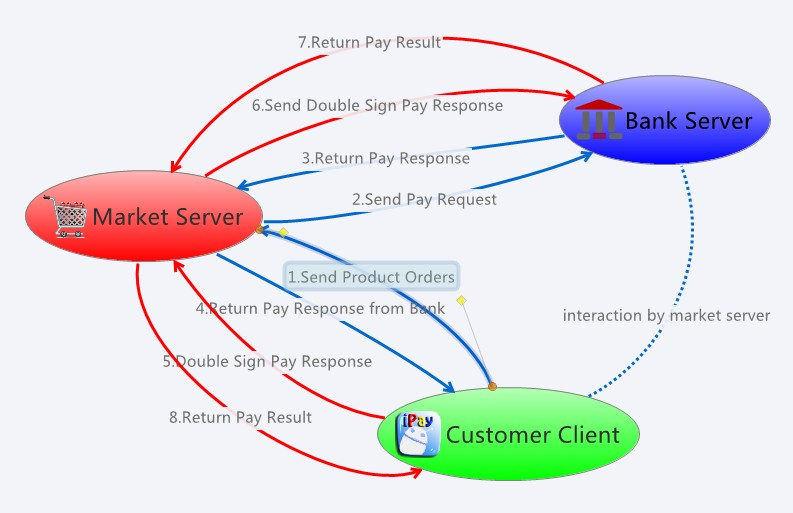 7.Return Pay Result
6.Send Double Sign Pay Response
Bank Server
3.Return Pay Response
2.Send Pay Request
Market Server
1.Send Product Orders
4.Return Pay Response from Bank
interaction by market server
5.Double Sign Pay Response
8.Return Pay Result
iPay
Customer Client